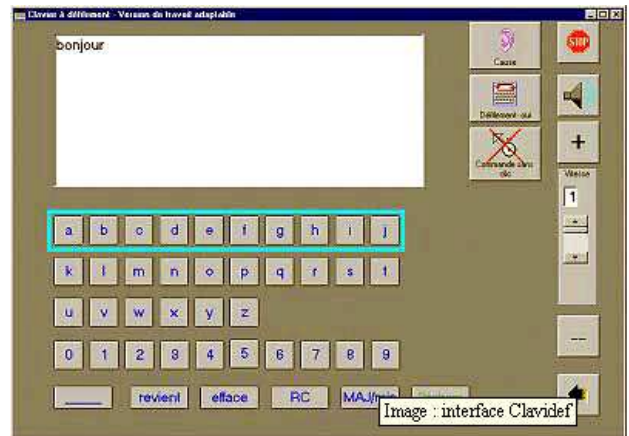 Clavier à défilement - Version de travail adaptable
bonjour
Cause
STOP
Défilement oui
Commande sans clic
+
Vitesse
1
a b c d e f g h i j
k l m n o p q r s t
u v w x y z
0 1 2 3 4 5 6 7 8 9
--
revient efface RC MAJ/
Image : interface Clavidef